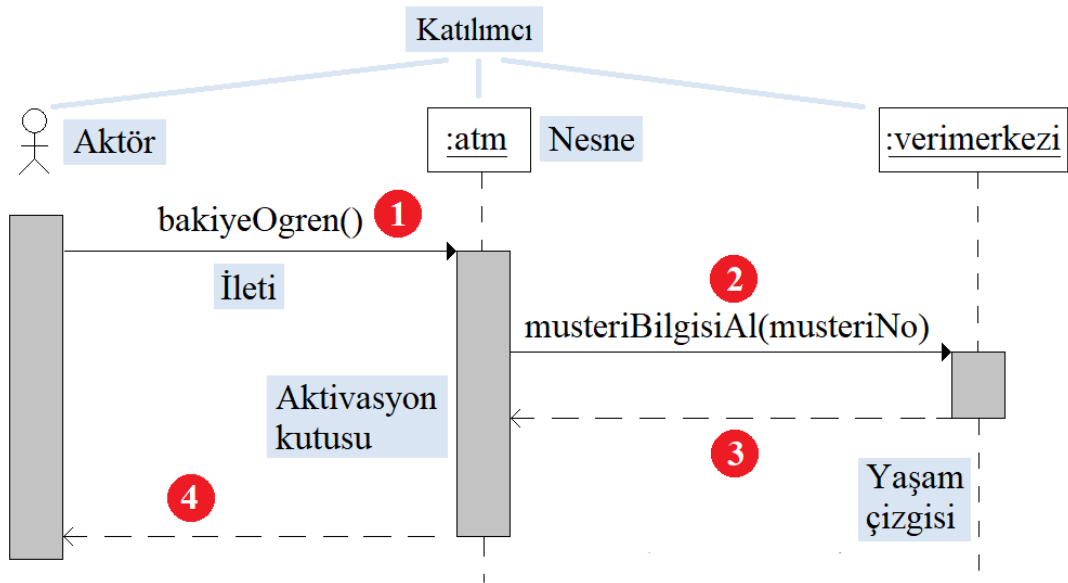 Katılımcı
Aktör
:atm
Nesne
:verimerkezi
bakiyeOgren()
1
İleti
2
musteriBilgisiAl(musteriNo)
Aktivasyon
kutusu
3
Yaşam
çizgisi
4